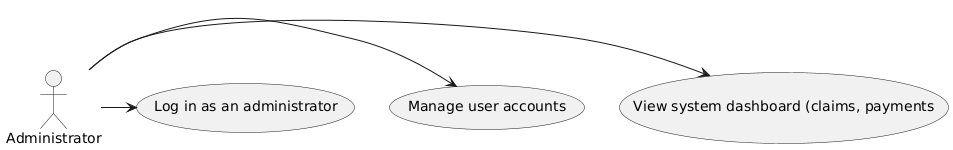 Administrator
Log in as an administrator
Manage user accounts
View system dashboard (claims, payments